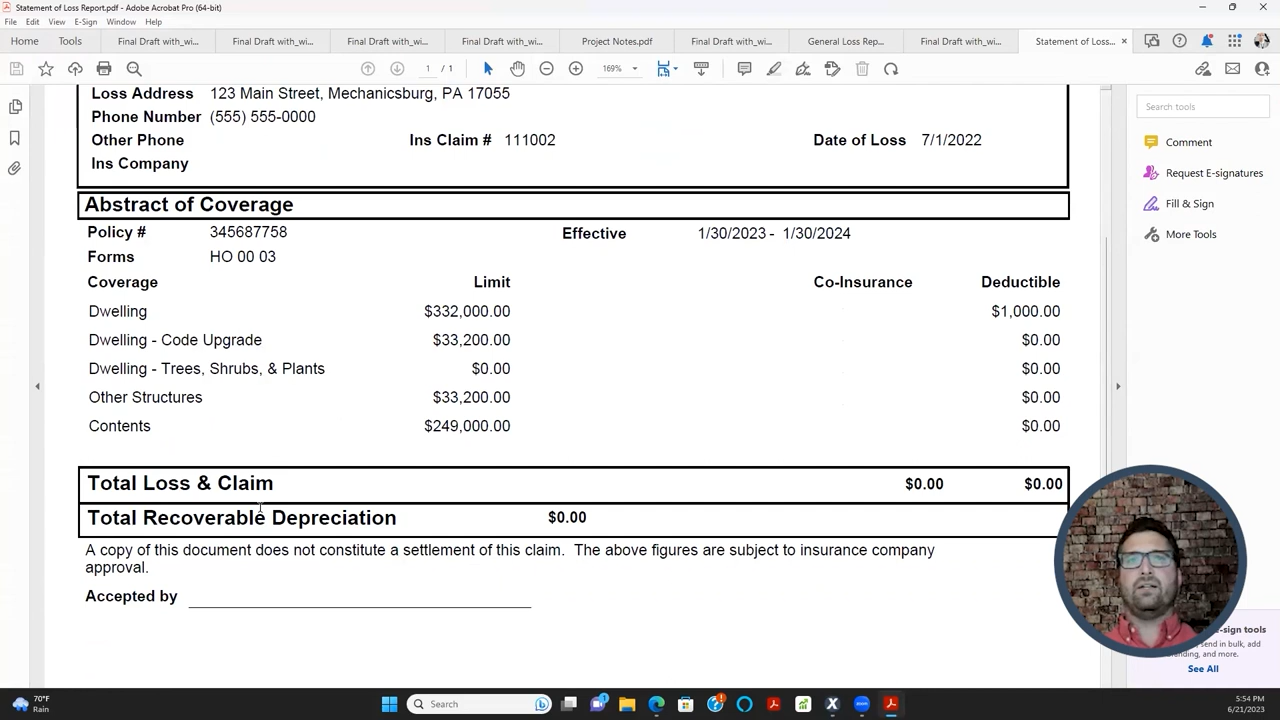 Statement of Loss Report.pdf - Adobe Acrobat Pro (64-bit)
File Edit View E-Sign Window Help
Home Tools Final Draft with_wi... Final Draft with_wi... Final Draft with_wi... Final Draft with_wi... Project Notes.pdf Final Draft with_wi... General Loss Rep... Final Draft with_wi... Statement of Loss...
1 / 1 169%
Loss Address 123 Main Street, Mechanicsburg, PA 17055
Phone Number (555) 555-0000
Other Phone Ins Claim # 111002 Date of Loss 7/1/2022
Ins Company
Abstract of Coverage
Policy # 345687758 Effective 1/30/2023 - 1/30/2024
Forms HO 00 03
Coverage Limit Co-Insurance Deductible
Dwelling $332,000.00 $1,000.00
Dwelling - Code Upgrade $33,200.00 $0.00
Dwelling - Trees, Shrubs, & Plants $0.00 $0.00
Other Structures $33,200.00 $0.00
Contents $249,000.00 $0.00
Total Loss & Claim $0.00 $0.00
Total Recoverable Depreciation $0.00
A copy of this document does not constitute a settlement of this claim. The above figures are subject to insurance company
approval.
Accepted by
Search tools
Comment
Request E-signatures
Fill & Sign
More Tools
-sign tools
send in bulk, add
anding, and more.
See All
70°F
Rain
Search
5:54 PM
6/21/2023